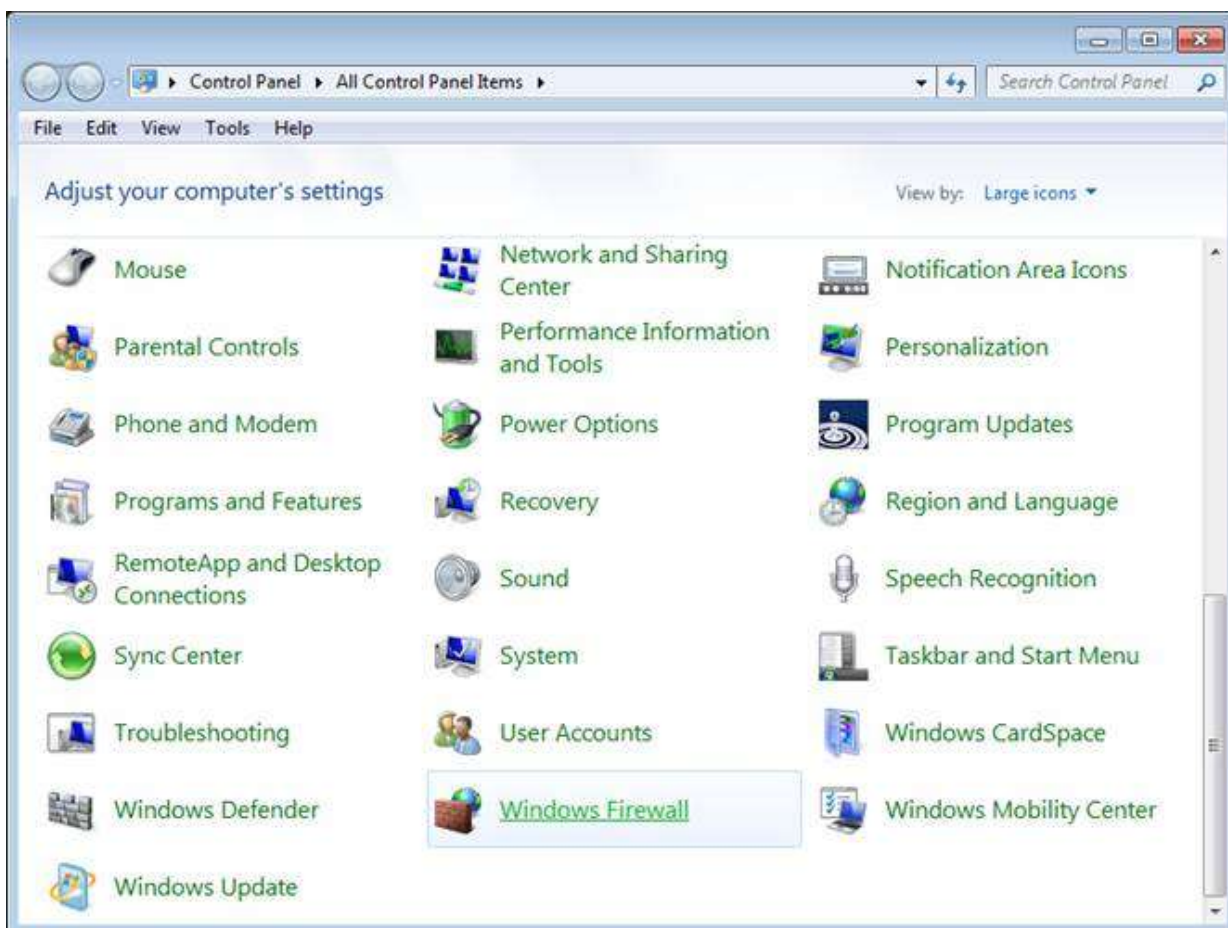 Control Panel All Control Panel Items Search Control Panel
File Edit View Tools Help
Adjust your computer's settings View by: Large icons
Mouse
Network and Sharing
Center
Notification Area Icons
Parental Controls
Performance Information
and Tools
Personalization
Phone and Modem
Power Options
Program Updates
Programs and Features
Recovery
Region and Language
RemoteApp and Desktop
Connections
Sound
Speech Recognition
Sync Center
System
Taskbar and Start Menu
Troubleshooting
User Accounts
Windows CardSpace
Windows Defender
Windows Firewall
Windows Mobility Center
Windows Update